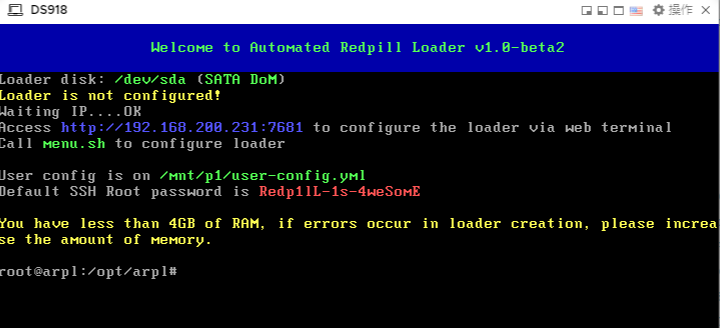 DS918
操作
Welcome to Automated Redpill Loader v1.0-beta2
Loader disk: /dev/sda (SATA DoM)
Loader is not configured!
Waiting IP....OK
Access http://192.168.200.231:7681 to configure the loader via web terminal
Call menu.sh to configure loader
User config is on /mnt/p1/user-config.yml
Default SSH Root password is Redp1lL-1s-4weSomE
You have less than 4GB of RAM, if errors occur in loader creation, please increa
se the amount of memory.
root@arpl:/opt/arpl#